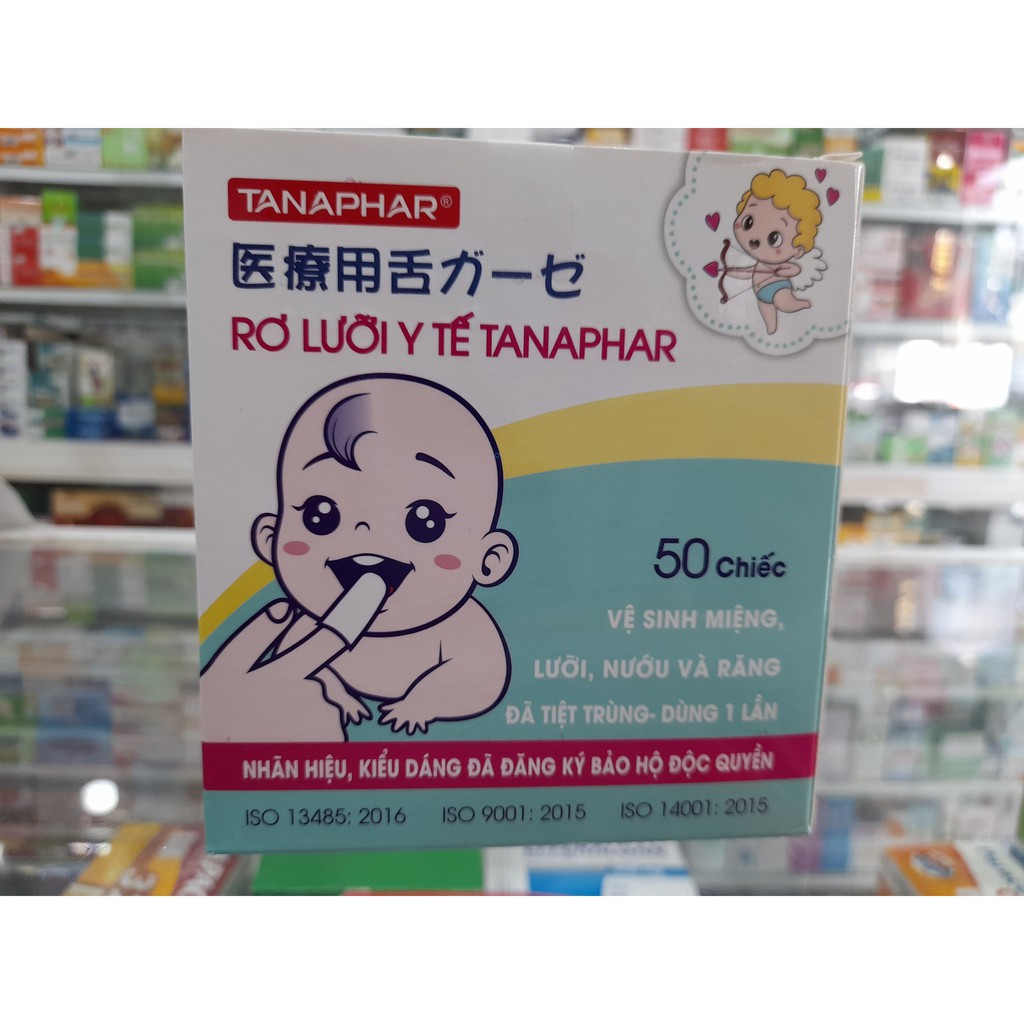 TANAPHAR®
医療用舌ガーゼ
RƠ LƯỠI Y TẾ TANAPHAR
50 Chiếc
VỆ SINH MIỆNG,
LƯỠI, NƯỚU VÀ RĂNG
ĐÃ TIỆT TRÙNG- DÙNG 1 LẦN
NHÃN HIỆU, KIỂU DÁNG ĐÃ ĐĂNG KÝ BẢO HỘ ĐỘC QUYỀN
ISO 13485: 2016 ISO 9001: 2015 ISO 14001: 2015